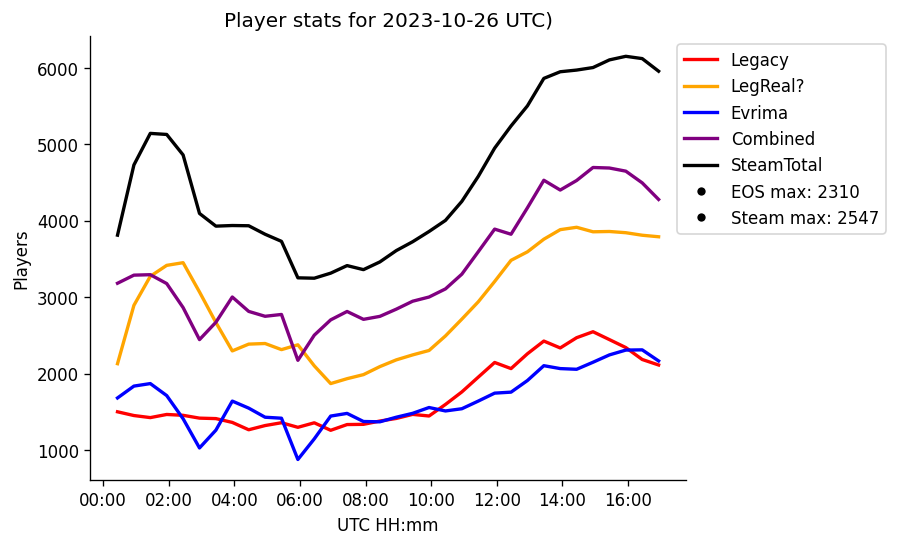 Player stats for 2023-10-26 UTC)
Players
6000
5000
4000
3000
2000
1000
00:00 02:00 04:00 06:00 08:00 10:00 12:00 14:00 16:00
UTC HH:mm
Legacy
LegReal?
Evrima
Combined
SteamTotal
EOS max: 2310
Steam max: 2547